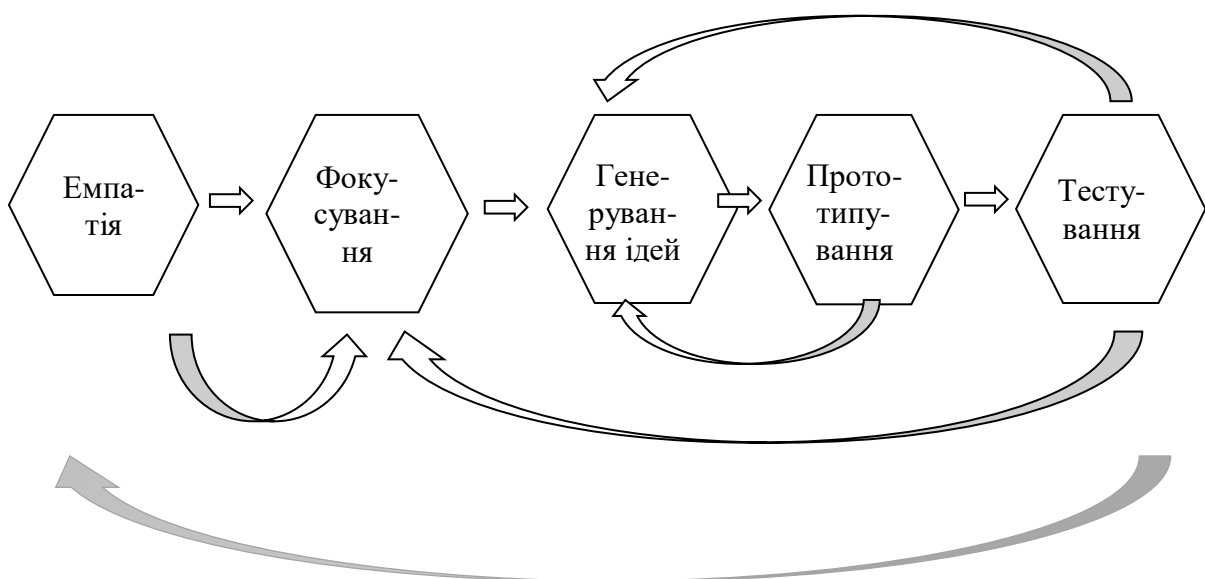 Емпа-
тія
Фоку-
суван-
ня
Гене-
руван-
ня ідей
Прото-
типу-
вання
Тесту-
вання